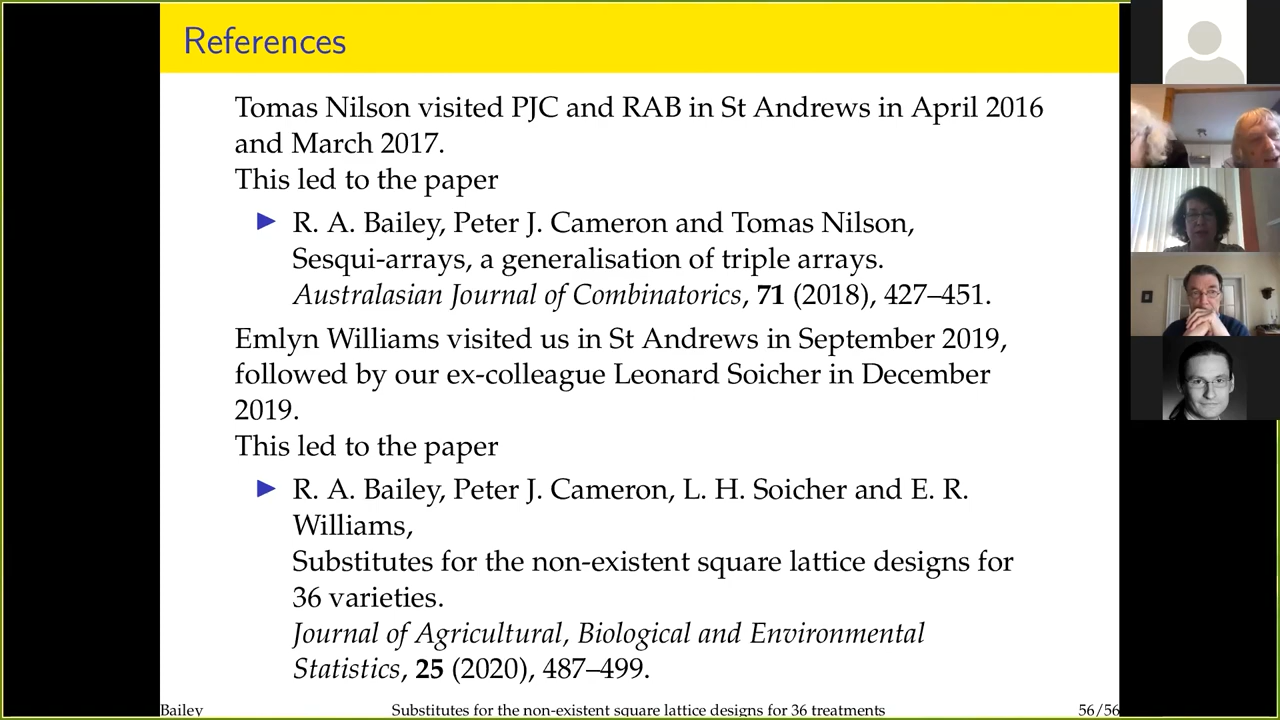 References
Tomas Nilson visited PJC and RAB in St Andrews in April 2016
and March 2017.
This led to the paper
R. A. Bailey, Peter J. Cameron and Tomas Nilson,
Sesqui-arrays, a generalisation of triple arrays.
Australasian Journal of Combinatorics, 71 (2018), 427–451.
Emlyn Williams visited us in St Andrews in September 2019,
followed by our ex-colleague Leonard Soicher in December
2019.
This led to the paper
R. A. Bailey, Peter J. Cameron, L. H. Soicher and E. R.
Williams,
Substitutes for the non-existent square lattice designs for
36 varieties.
Journal of Agricultural, Biological and Environmental
Statistics, 25 (2020), 487–499.
Bailey Substitutes for the non-existent square lattice designs for 36 treatments 56/56